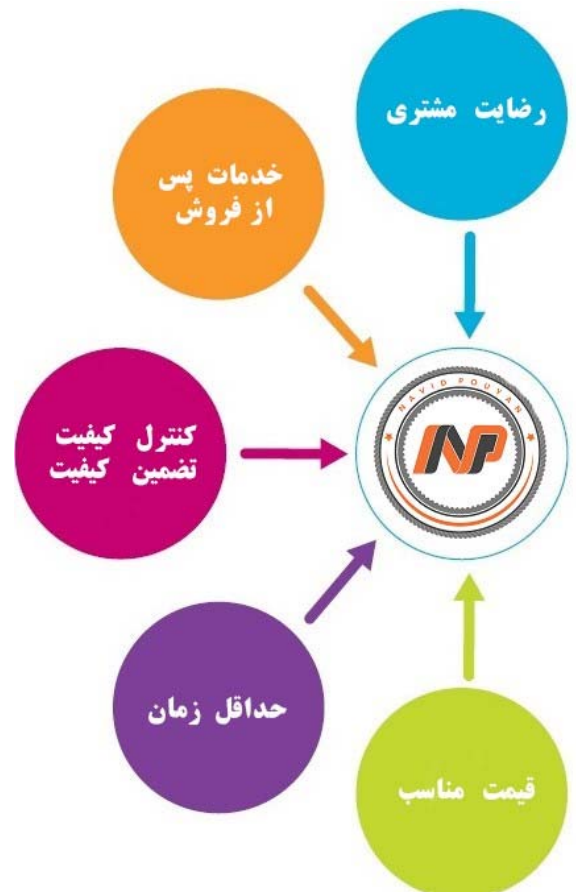 رضایت مشتری
خدمات پس
از فروش
کنترل کیفیت
تضمین کیفیت
NAVID POUYAN
NP
حداقل زمان
قیمت مناسب